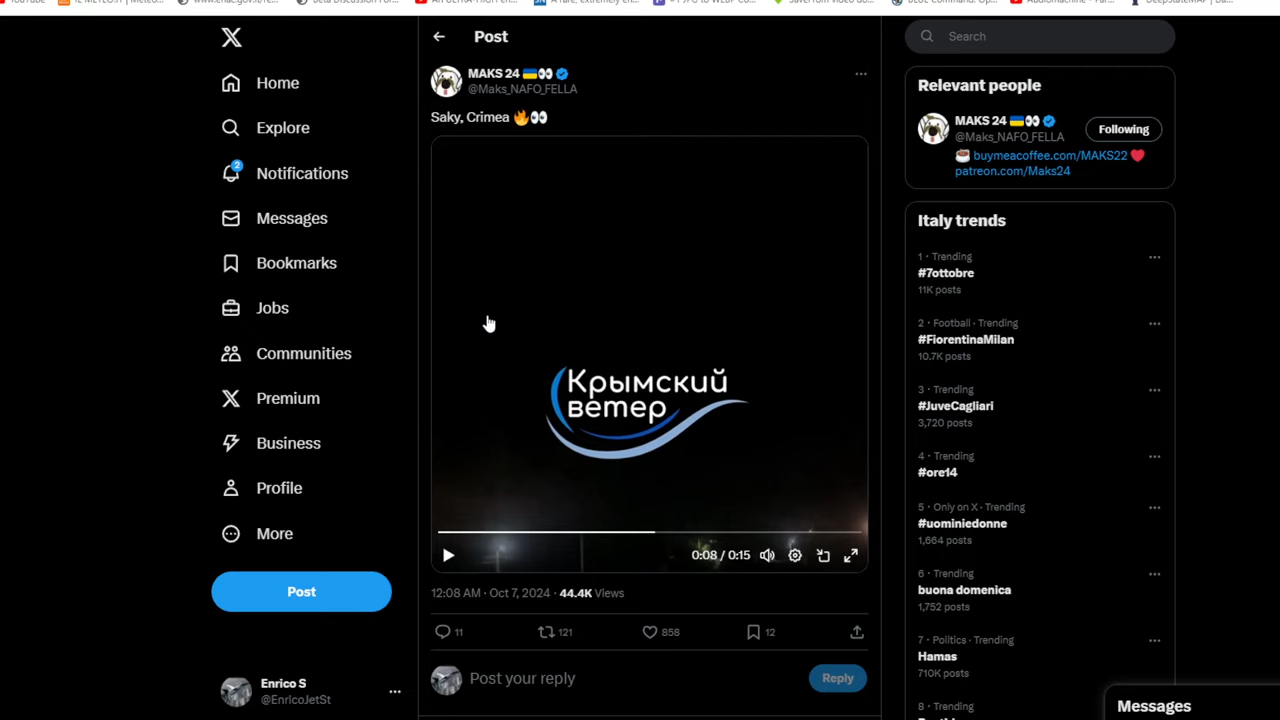 YouTube
Post
Search
MAKS 24
@Maks_NAFO_FELLA
Saky, Crimea
Крымский
ветер
0:08 / 0:15
12:08 AM · Oct 7, 2024 · 44.4K Views
11
121
858
12
Post your reply
Reply
Home
Explore
2
Notifications
Messages
Bookmarks
Jobs
Communities
Premium
Business
Profile
More
Post
Enrico S
@EnricoJetSt
Relevant people
MAKS 24
@Maks_NAFO_FELLA
Following
buymeacoffee.com/MAKS22
patreon.com/Maks24
Italy trends
1 · Trending
#7ottobre
11K posts
2 · Football · Trending
#FiorentinaMilan
10.7K posts
3 · Trending
#JuveCagliari
3,720 posts
4 · Trending
#ore14
5 · Only on X · Trending
#uominiedonne
1,664 posts
6 · Trending
buona domenica
1,752 posts
7 · Politics · Trending
Hamas
710K posts
8 · Trending
Messages